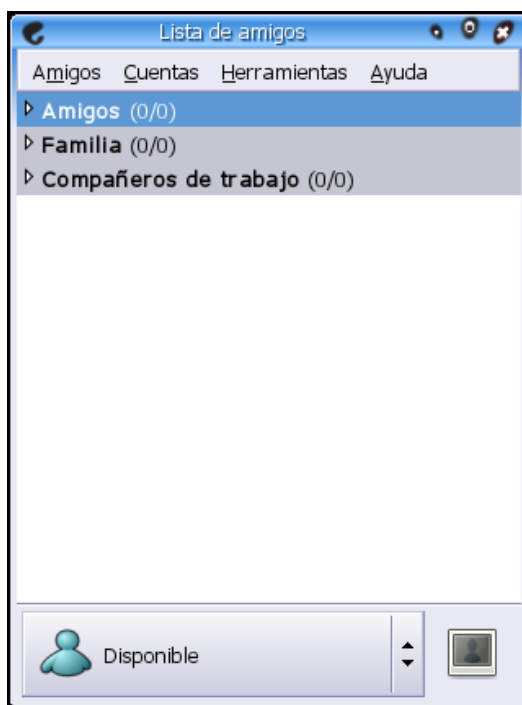 Lista de amigos
Amigos Cuentas Herramientas Ayuda
Amigos (0/0)
Familia (0/0)
Compañeros de trabajo (0/0)
Disponible